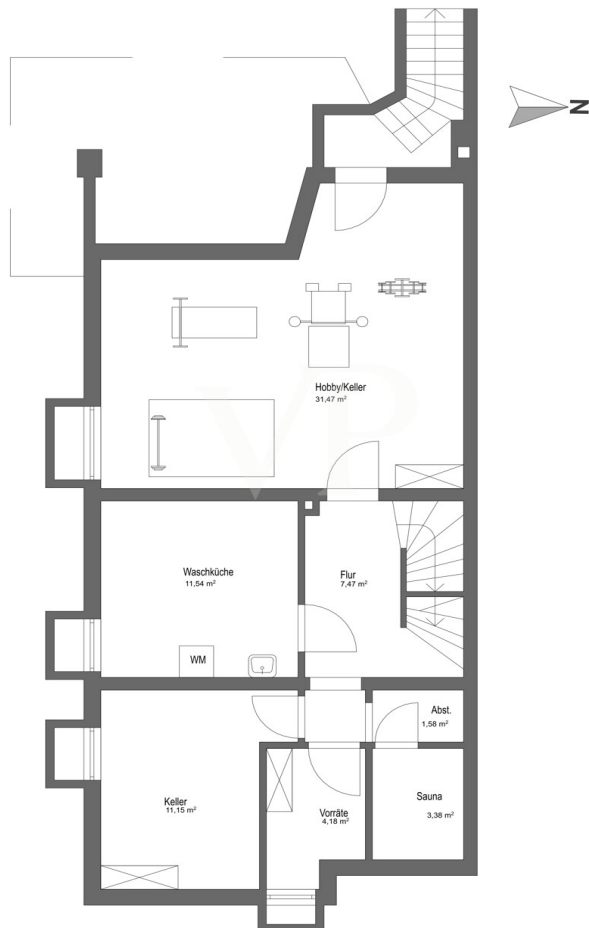 N
Hobby/Keller
31,47 m²
VP
Waschküche
11,54 m²
Flur
7,47 m²
WM
Abst.
1,58 m²
Keller
11,15 m²
Vorräte
4,18 m²
Sauna
3,38 m²